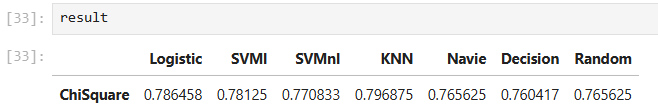 [33]: result
[33]:
Logistic SVMl SVMnl KNN Navie Decision Random
ChiSquare 0.786458 0.78125 0.770833 0.796875 0.765625 0.760417 0.765625